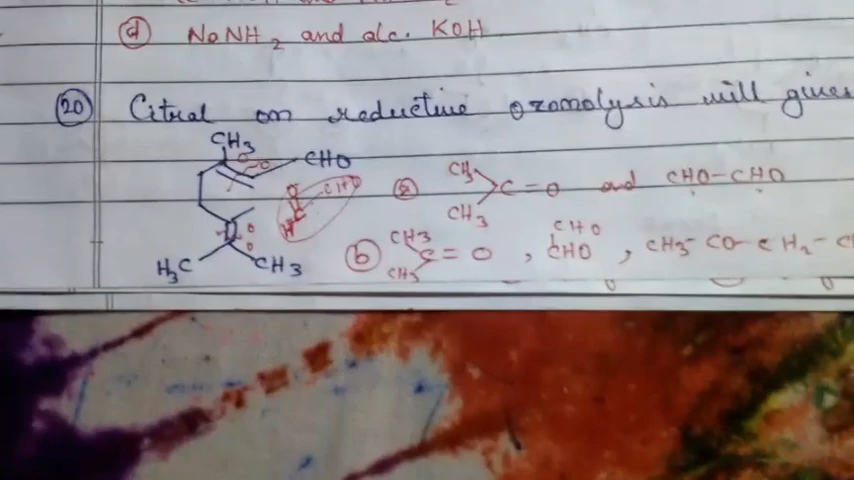 (d) NaNH2 and alc. KOH
(20) Citral on reductive ozonolysis will gives
CH3
CHO
(a) CH3 CH3 C=O and CHO-CHO
H3C
CH3
(b) CH3 CH3 C=O, CHO CHO, CH3-CO-CH2-